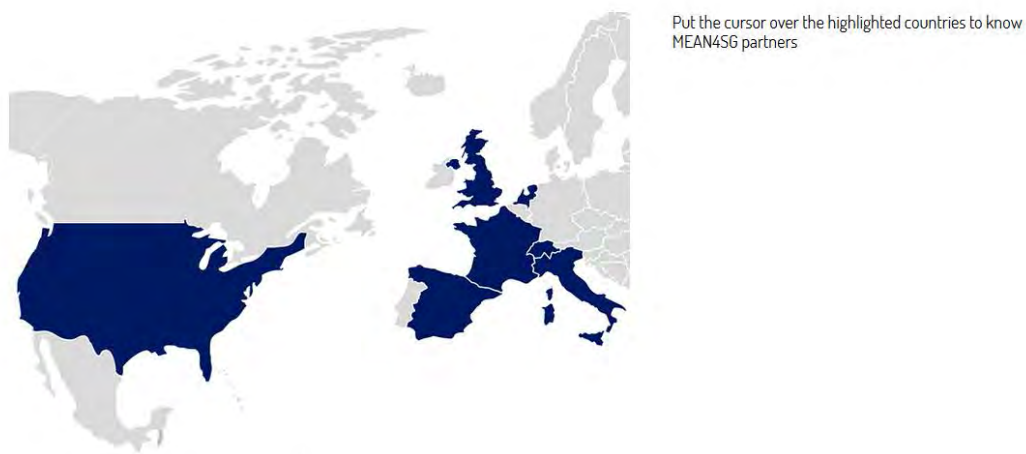 Put the cursor over the highlighted countries to know
MEAN4SG partners